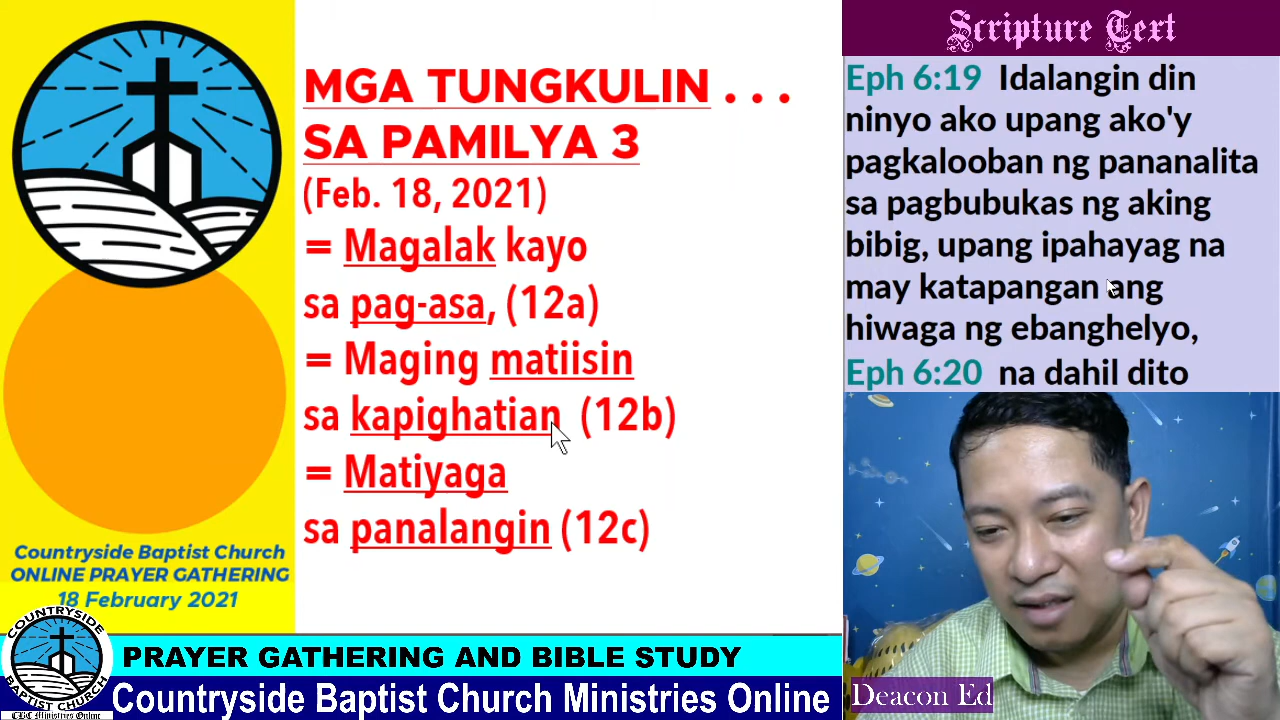 MGA TUNGKULIN . . .
SA PAMILYA 3
(Feb. 18, 2021)
= Magalak kayo
sa pag-asa, (12a)
= Maging matiisin
sa kapighatian (12b)
= Matiyaga
sa panalangin (12c)
Countryside Baptist Church
ONLINE PRAYER GATHERING
18 February 2021
COUNTRYSIDE
BAPTIST CHURCH
CBC Ministries Online
PRAYER GATHERING AND BIBLE STUDY
Countryside Baptist Church Ministries Online
Scripture Text
Eph 6:19 Idalangin din
ninyo ako upang ako'y
pagkalooban ng pananalita
sa pagbubukas ng aking
bibig, upang ipahayag na
may katapangan ang
hiwaga ng ebanghelyo,
Eph 6:20 na dahil dito
Deacon Ed